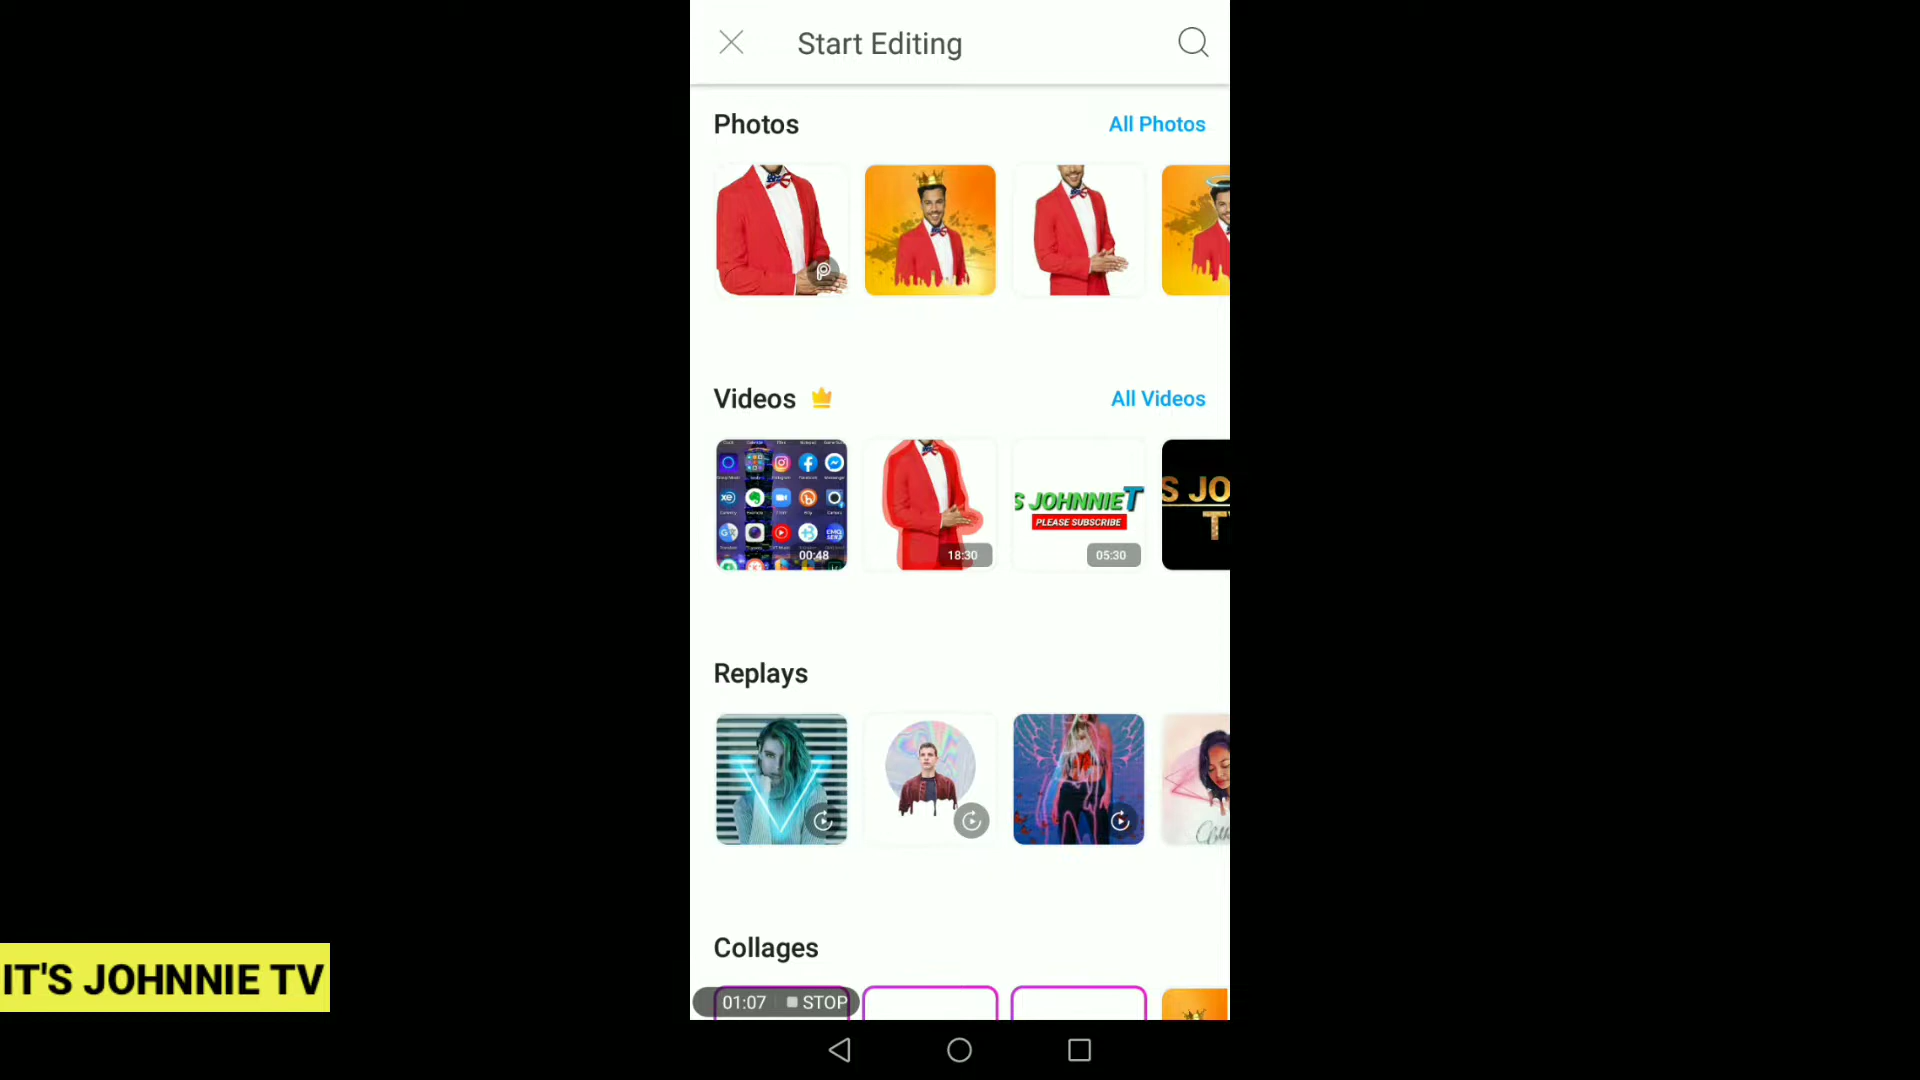 Start Editing
Photos
All Photos
Videos
All Videos
00:48
18:30
S JOHNNIET
PLEASE SUBSCRIBE
05:30
S JO
T
Replays
Collages
01:07 STOP
IT'S JOHNNIE TV